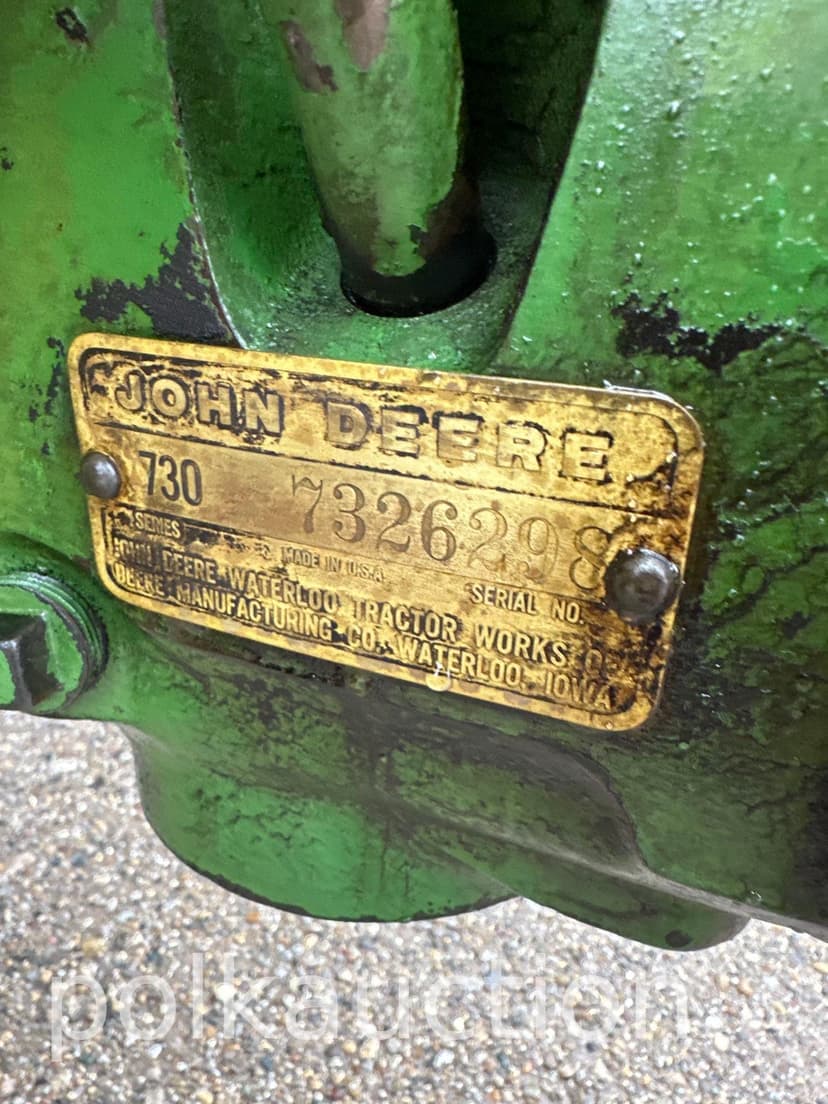 JOHN DEERE
730 7326298
SERIES MADE IN U.S.A. SERIAL NO.
JOHN DEERE WATERLOO TRACTOR WORKS OF
DEERE MANUFACTURING CO. WATERLOO, IOWA
polkauction